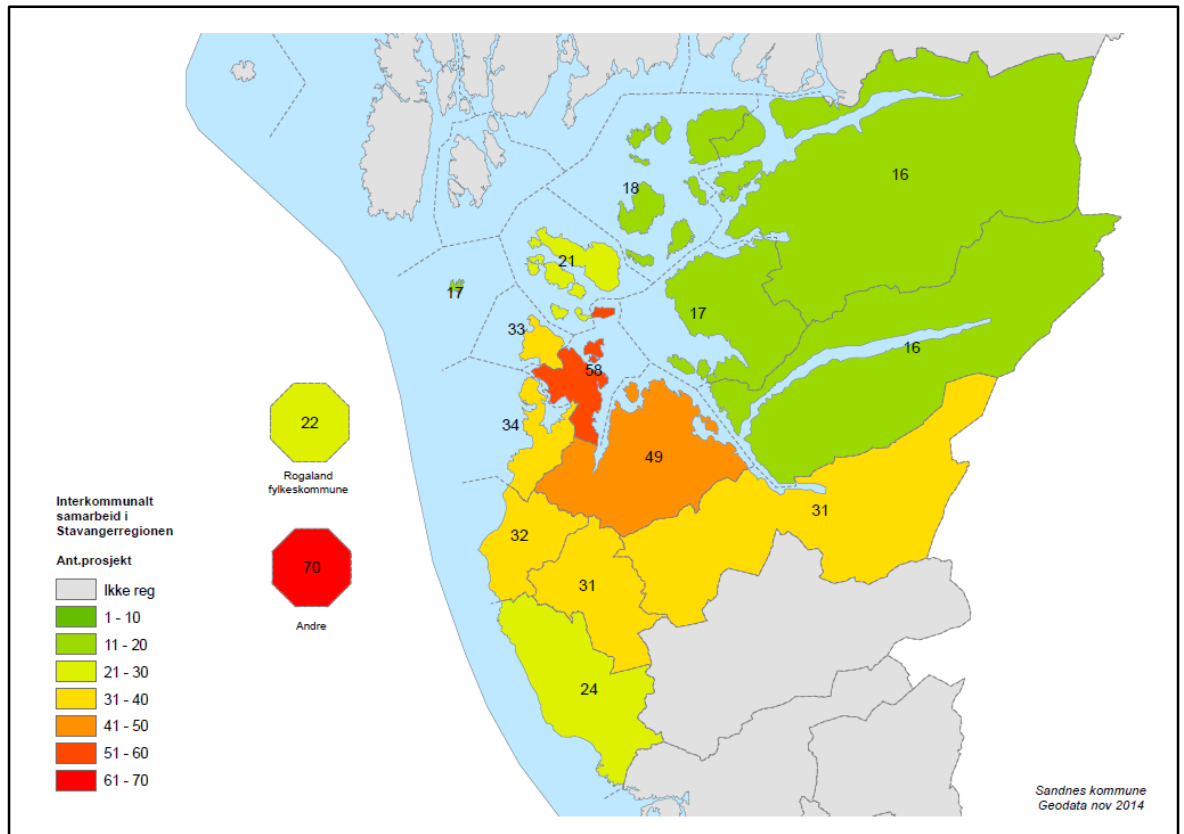 16
18
21
17
17
33
16
58
34
22
49
Rogaland
fylkeskommune
Interkommunalt
samarbeid i
Stavangerregionen
31
32
70
Ant.prosjekt
31
Ikke reg
1 - 10
Andre
11 - 20
21 - 30
24
31 - 40
41 - 50
51 - 60
61 - 70
Sandnes kommune
Geodata nov 2014